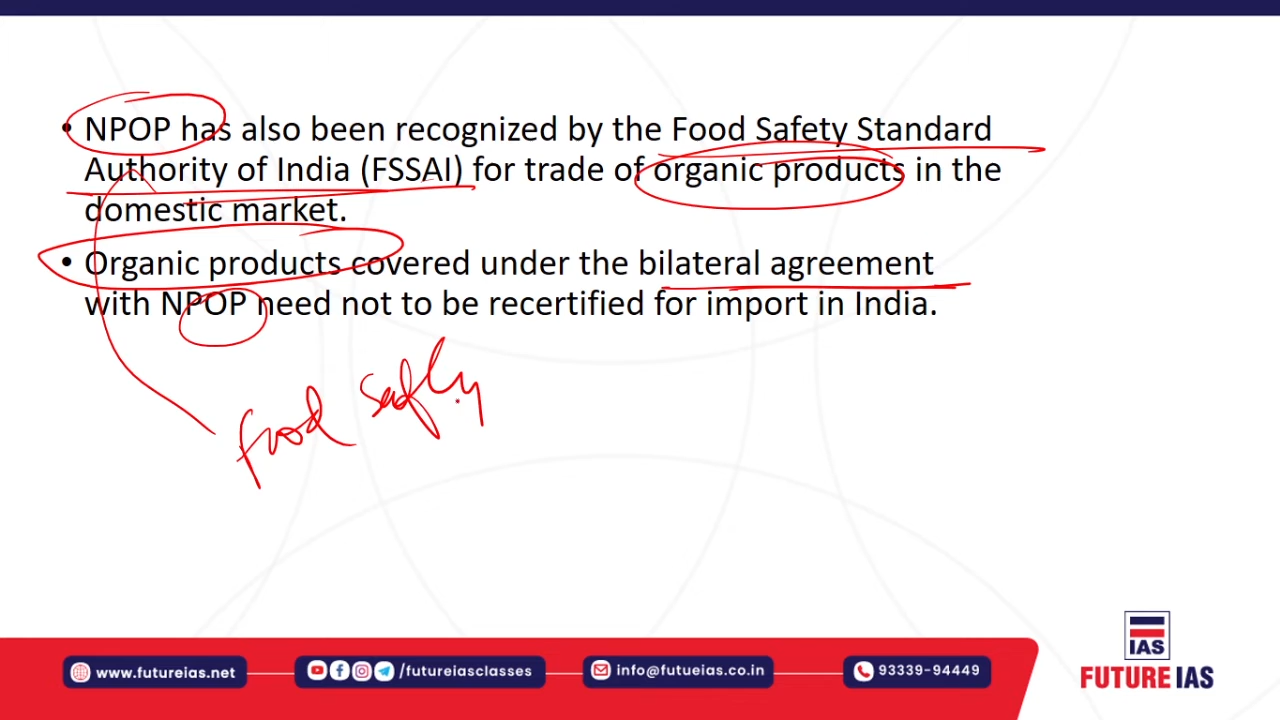 • NPOP has also been recognized by the Food Safety Standard
Authority of India (FSSAI) for trade of organic products in the
domestic market.
• Organic products covered under the bilateral agreement
with NPOP need not to be recertified for import in India.
food safty
www.futureias.net
/futureiasclasses
info@futueias.co.in
93339-94449
IAS
FUTURE IAS